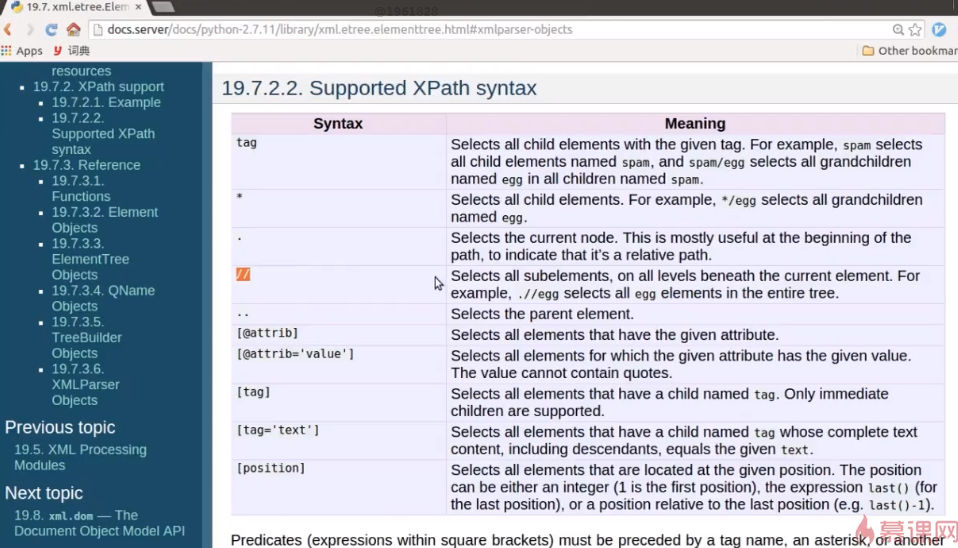 19.7. xml.etree.Elem ×
@1961828
docs.server/docs/python-2.7.11/library/xml.etree.elementtree.html#xmlparser-objects
Apps 词典 Other bookmar
resources
19.7.2. XPath support
19.7.2.1. Example
19.7.2.2.
Supported XPath
syntax
19.7.3. Reference
19.7.3.1.
Functions
19.7.3.2. Element
Objects
19.7.3.3.
ElementTree
Objects
19.7.3.4. QName
Objects
19.7.3.5.
TreeBuilder
Objects
19.7.3.6.
XMLParser
Objects
Previous topic
19.5. XML Processing
Modules
Next topic
19.8. xml.dom — The
Document Object Model API
19.7.2.2. Supported XPath syntax
Syntax Meaning
tag Selects all child elements with the given tag. For example, spam selects
all child elements named spam, and spam/egg selects all grandchildren
named egg in all children named spam.
* Selects all child elements. For example, */egg selects all grandchildren
named egg.
. Selects the current node. This is mostly useful at the beginning of the
path, to indicate that it's a relative path.
// Selects all subelements, on all levels beneath the current element. For
example, .//egg selects all egg elements in the entire tree.
.. Selects the parent element.
[@attrib] Selects all elements that have the given attribute.
[@attrib='value'] Selects all elements for which the given attribute has the given value.
The value cannot contain quotes.
[tag] Selects all elements that have a child named tag. Only immediate
children are supported.
[tag='text'] Selects all elements that have a child named tag whose complete text
content, including descendants, equals the given text.
[position] Selects all elements that are located at the given position. The position
can be either an integer (1 is the first position), the expression last() (for
the last position), or a position relative to the last position (e.g. last()-1).
慕课网
Predicates (expressions within square brackets) must be preceded by a tag name, an asterisk, or another